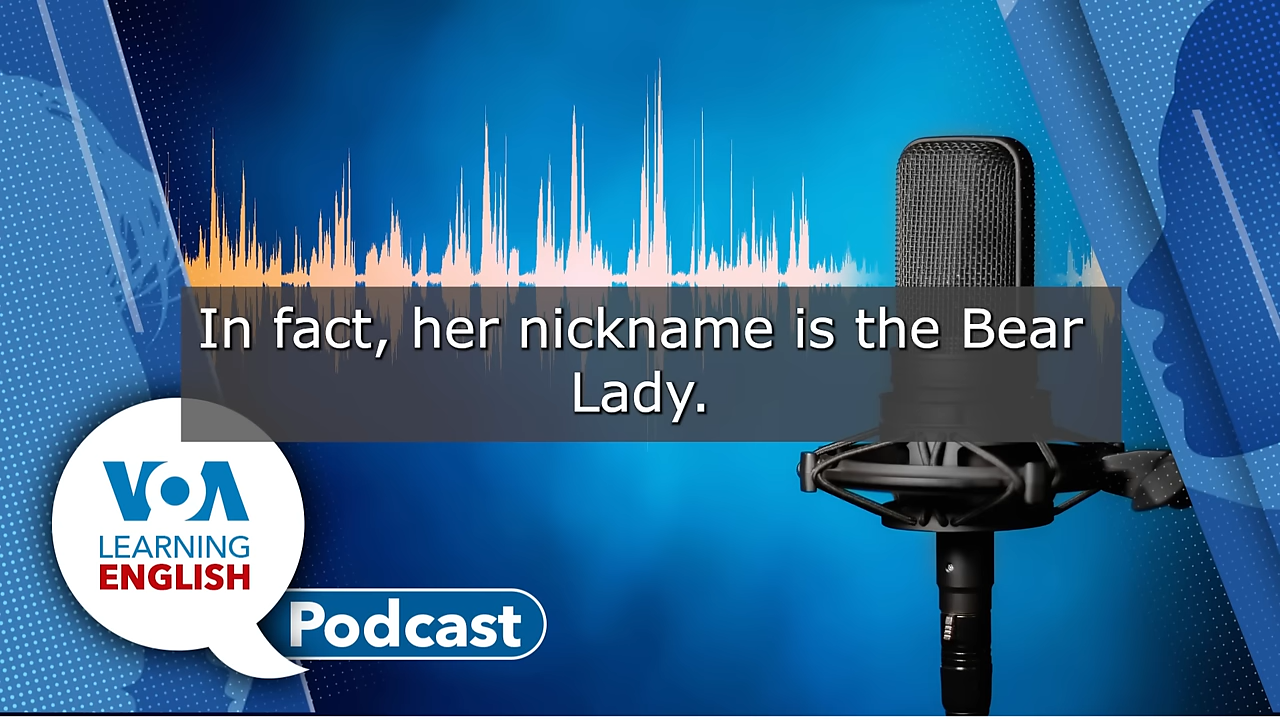 In fact, her nickname is the Bear
Lady.
VOA
LEARNING
ENGLISH
Podcast